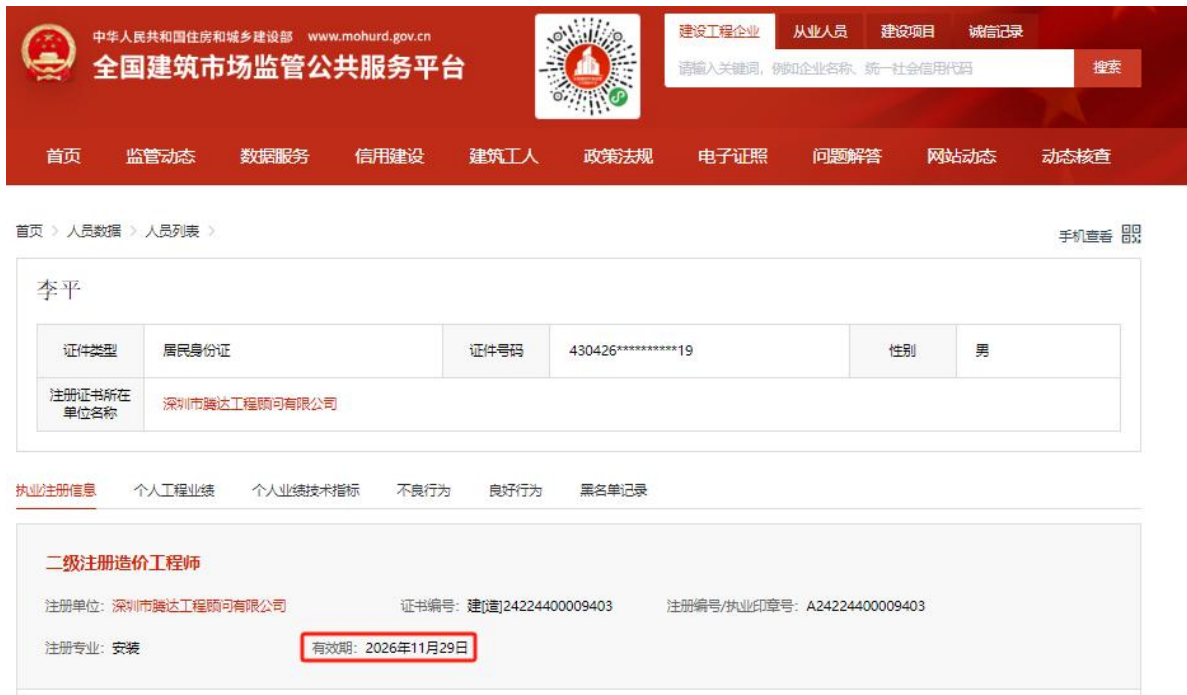 中华人民共和国住房和城乡建设部 www.mohurd.gov.cn
全国建筑市场监管公共服务平台
建设工程企业 从业人员 建设项目 诚信记录
请输入关键词，例如企业名称、统一社会信用代码 搜索
首页 监管动态 数据服务 信用建设 建筑工人 政策法规 电子证照 问题解答 网站动态 动态核查
首页 > 人员数据 > 人员列表 >
手机查看
李平
证件类型 居民身份证 证件号码 430426**********19 性别 男
注册证书所在
单位名称
深圳市腾达工程顾问有限公司
执业注册信息 个人工程业绩 个人业绩技术指标 不良行为 良好行为 黑名单记录
二级注册造价工程师
注册单位：深圳市腾达工程顾问有限公司 证书编号：建[造]24224400009403 注册编号/执业印章号：A24224400009403
注册专业：安装 有效期：2026年11月29日